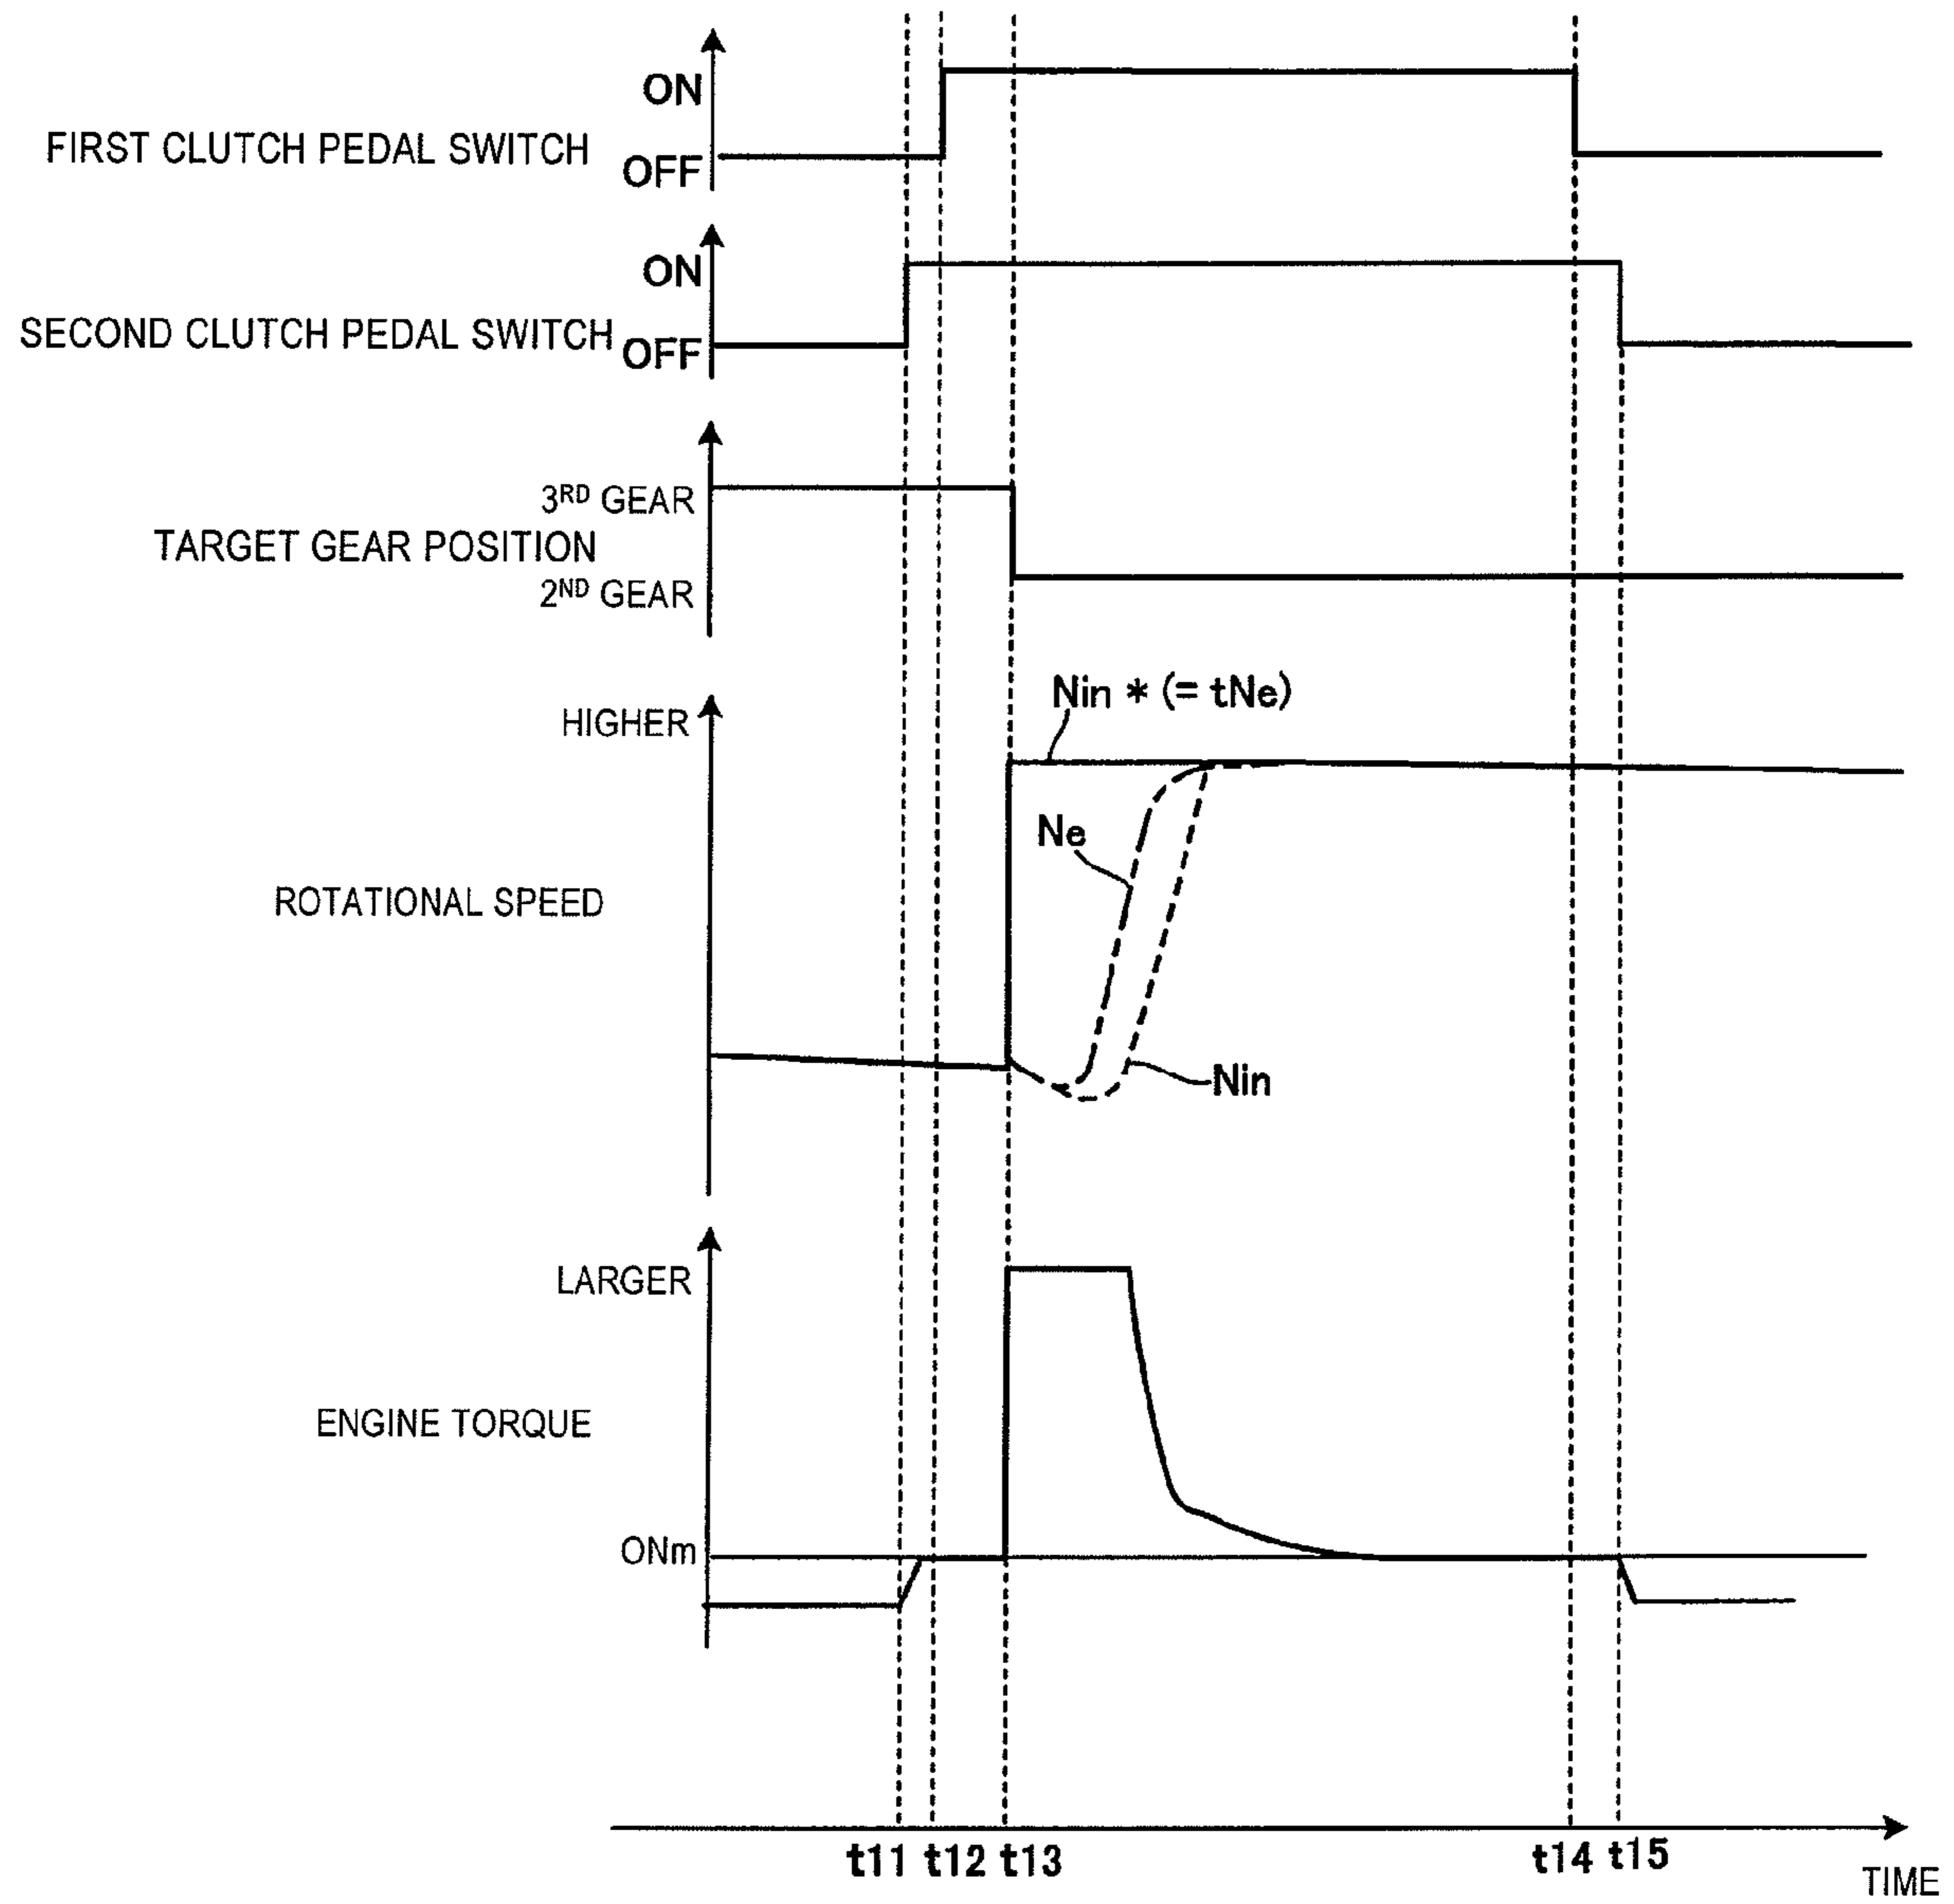 ON
FIRST CLUTCH PEDAL SWITCH
OFF
ON
SECOND CLUTCH PEDAL SWITCH
OFF
3RD GEAR
TARGET GEAR POSITION
2ND GEAR
Nin * (= tNe)
HIGHER
Ne
ROTATIONAL SPEED
Nin
LARGER
ENGINE TORQUE
0Nm
t11 t12 t13 t14 t15
TIME